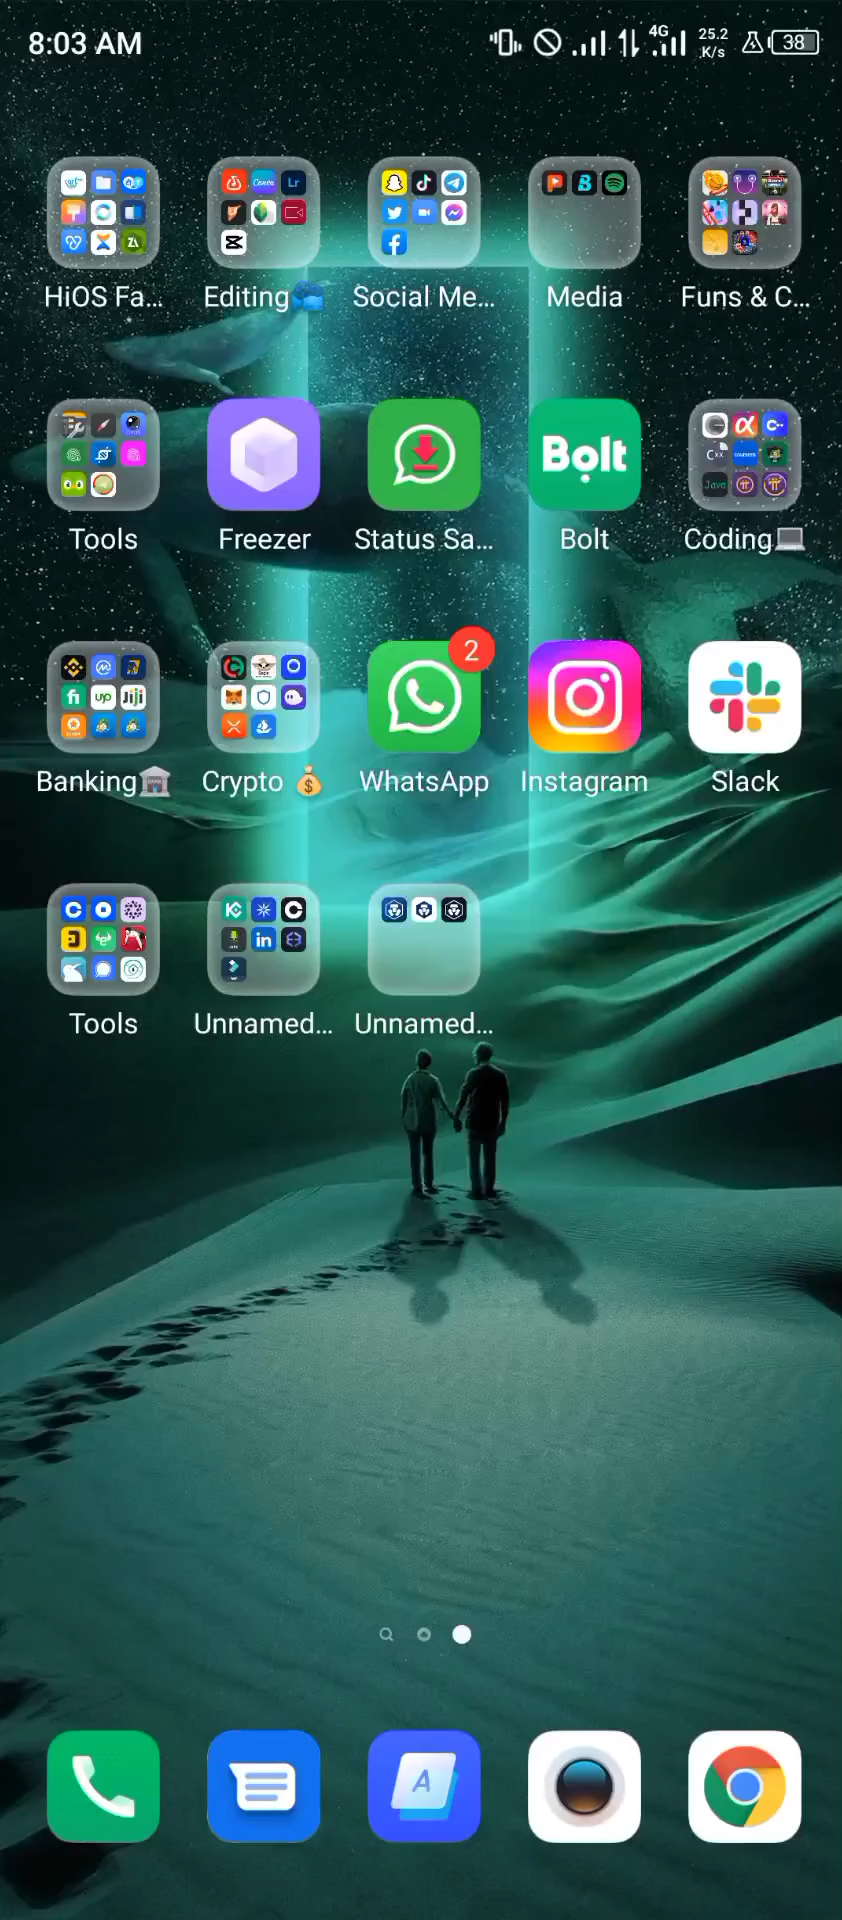 8:03 AM
4G
25.2
K/s
38
HiOS Fa...
Editing🧢
Social Me...
Media
Funs & C...
Tools
Freezer
Status Sa...
Bolt
Bolt
Coding💻
2
Banking🏦
Crypto 💰
WhatsApp
Instagram
Slack
Tools
Unnamed...
Unnamed...
A